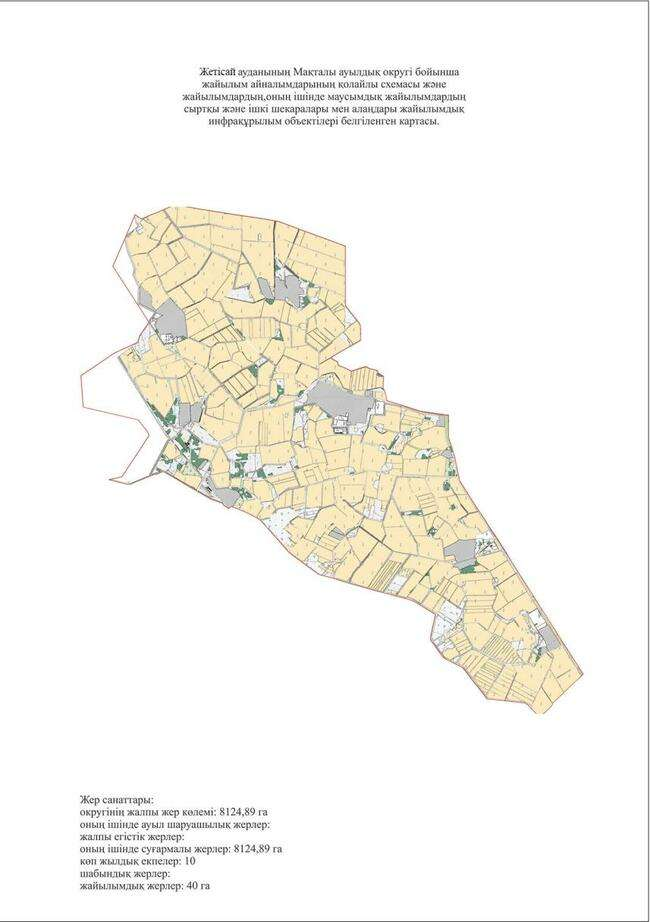 Жетісай ауданының Мақталы ауылдық округі бойынша
жайылым айналымдарының қолайлы схемасы және
жайылымдардың,оның ішінде маусымдық жайылымдардың
сыртқы және ішкі шекаралары мен алаңдары жайылымдық
инфрақұрылым объектілері белгіленген картасы.
Жер санаттары:
округінің жалпы жер көлемі: 8124,89 га
оның ішінде ауыл шаруашылық жерлер:
жалпы егістік жерлер:
оның ішінде суғармалы жерлер: 8124,89 га
көп жылдық екпелер: 10
шабындық жерлер:
жайылымдық жерлер: 40 га